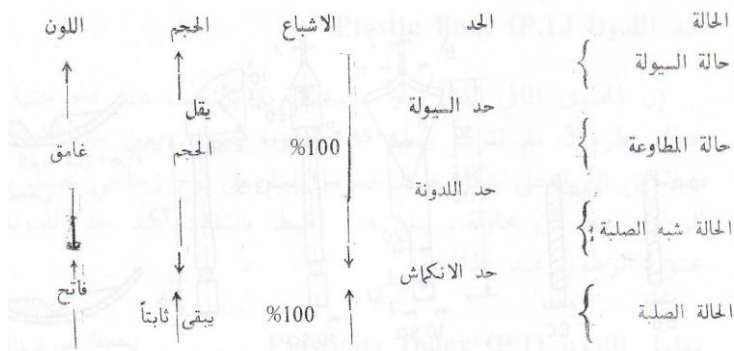 الحالة الحد الاشباع الحجم اللون
حالة السيولة
حد السيولة يقل
حالة المطاوعة %100 الحجم غامق
حد اللدونة
الحالة شبه الصلبة
حد الانكماش فاتح
الحالة الصلبة %100 يبقى ثابتاً